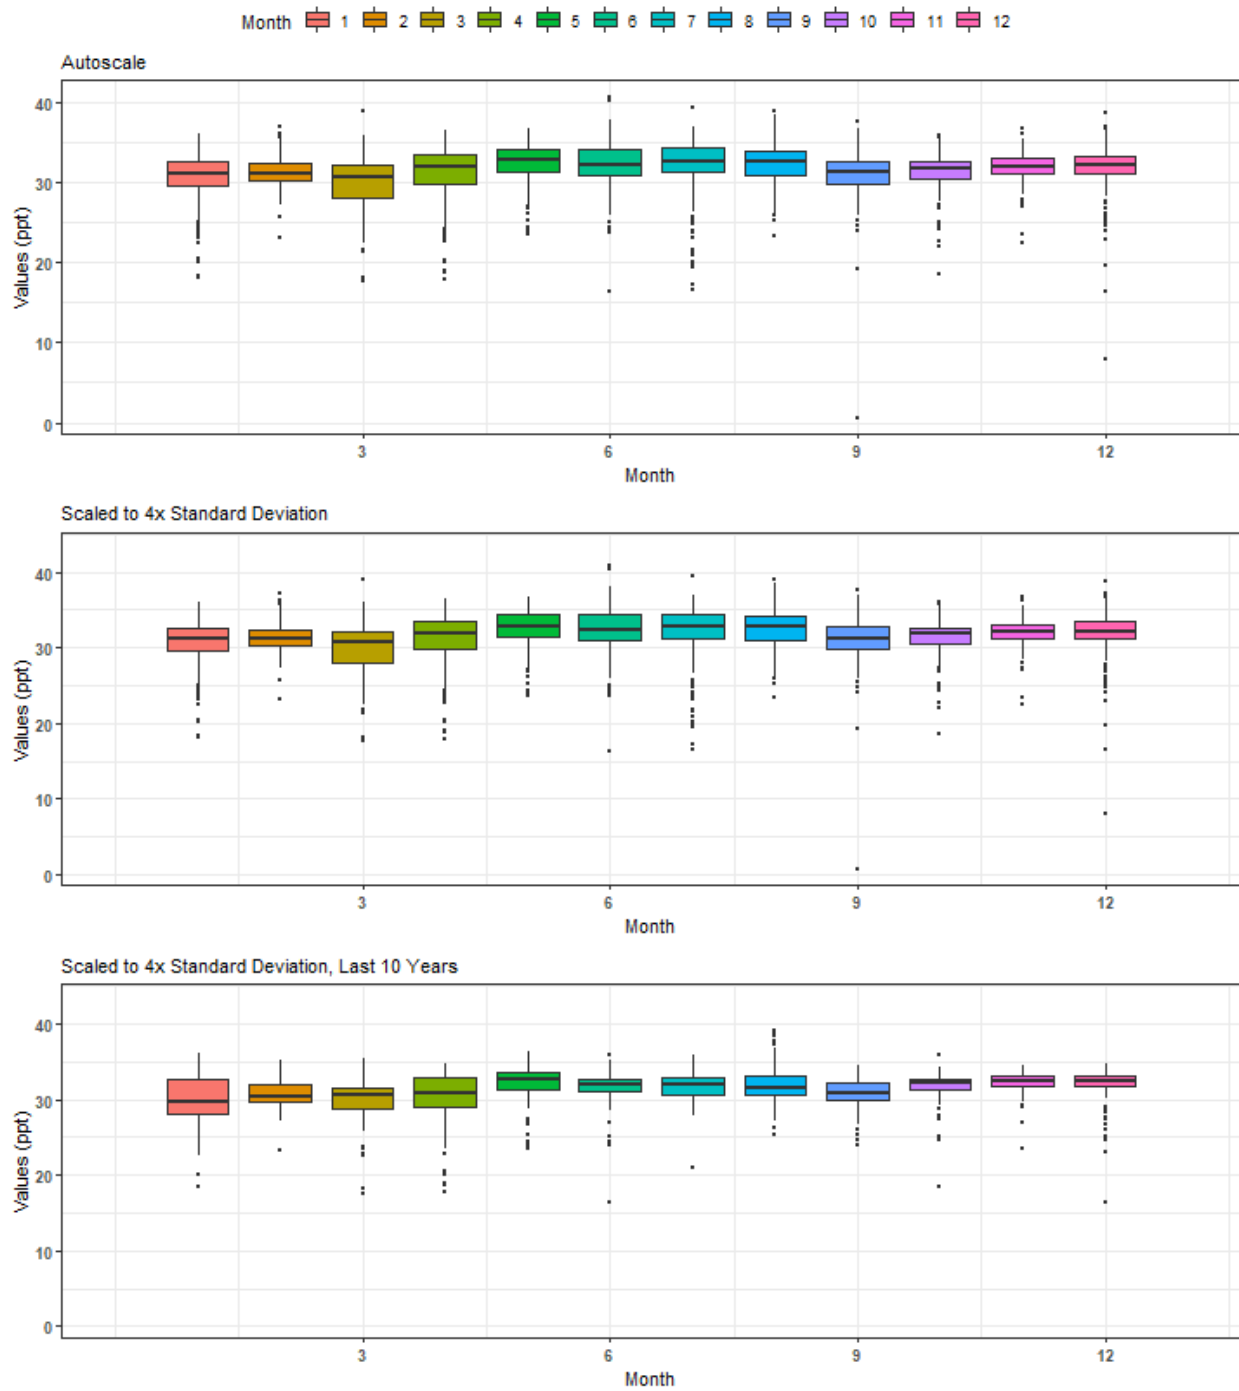 Month 1 2 3 4 5 6 7 8 9 10 11 12
Autoscale
Values (ppt)
40
30
20
10
0
3 6 9 12
Month
Scaled to 4x Standard Deviation
Values (ppt)
40
30
20
10
0
3 6 9 12
Month
Scaled to 4x Standard Deviation, Last 10 Years
Values (ppt)
40
30
20
10
0
3 6 9 12
Month